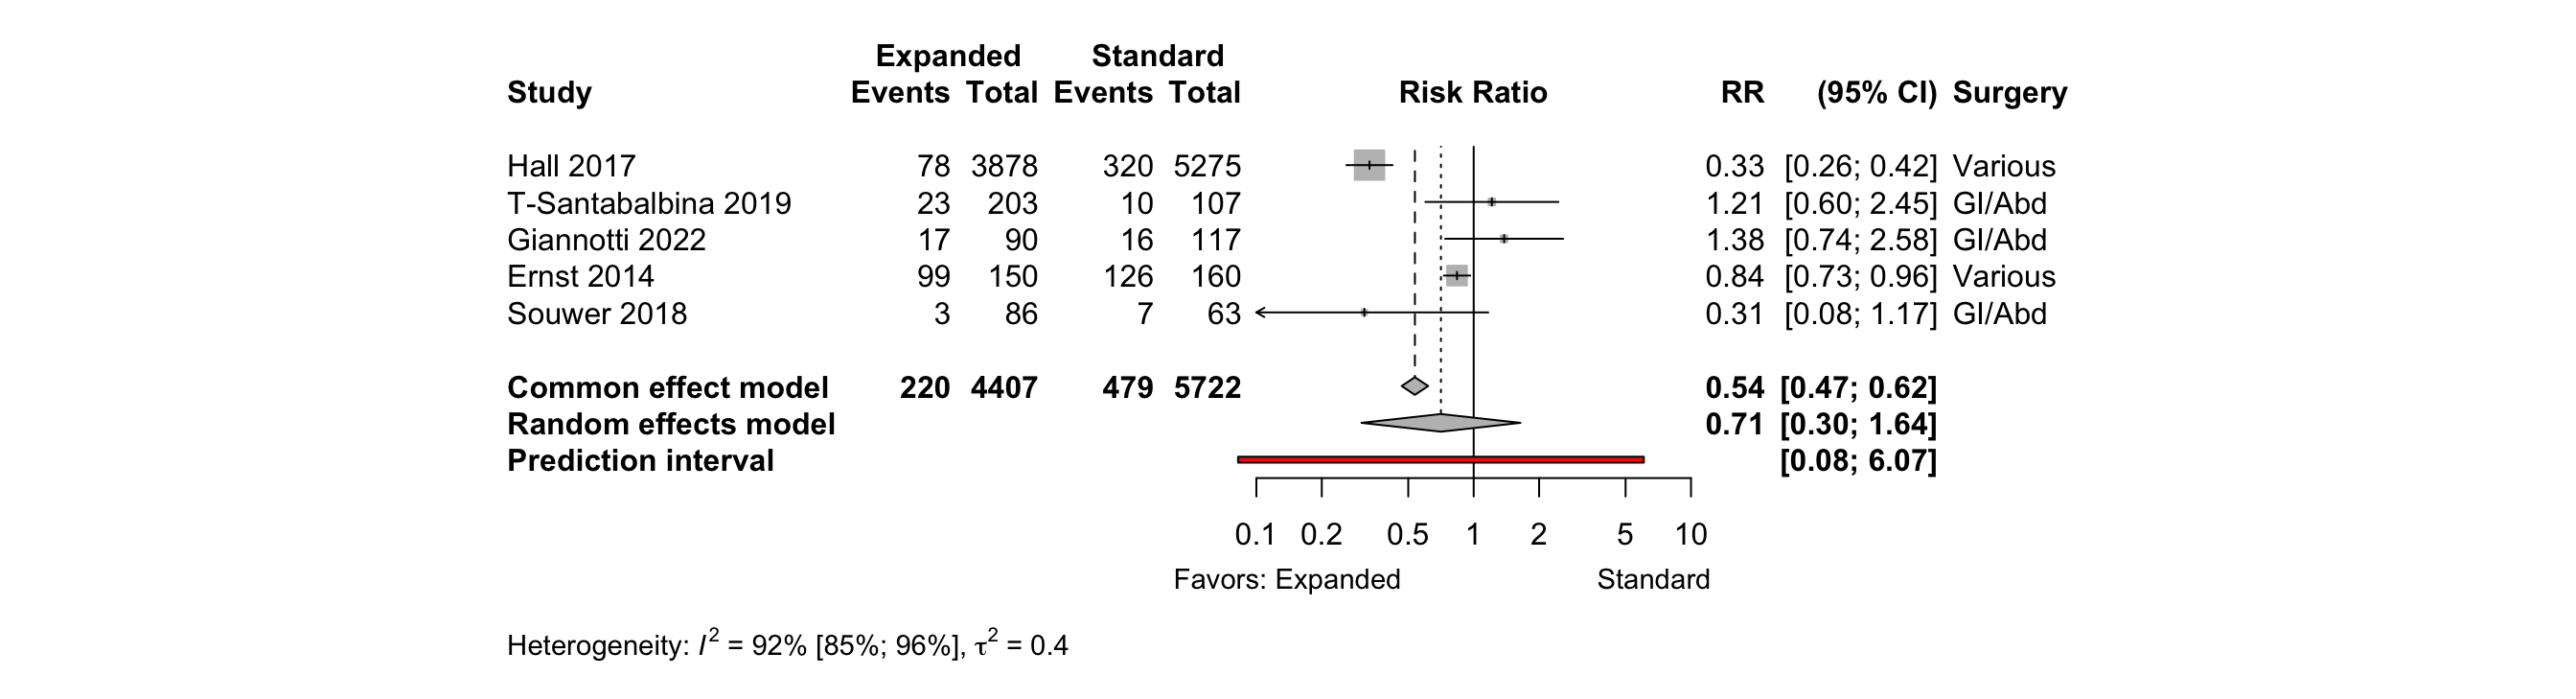 Expanded Standard
Study Events Total Events Total Risk Ratio RR (95% CI) Surgery
Hall 2017 78 3878 320 5275 0.33 [0.26; 0.42] Various
T-Santabalbina 2019 23 203 10 107 1.21 [0.60; 2.45] GI/Abd
Giannotti 2022 17 90 16 117 1.38 [0.74; 2.58] GI/Abd
Ernst 2014 99 150 126 160 0.84 [0.73; 0.96] Various
Souwer 2018 3 86 7 63 0.31 [0.08; 1.17] GI/Abd
Common effect model 220 4407 479 5722 0.54 [0.47; 0.62]
Random effects model 0.71 [0.30; 1.64]
Prediction interval [0.08; 6.07]
0.1 0.2 0.5 1 2 5 10
Favors: Expanded Standard
Heterogeneity: I² = 92% [85%; 96%], τ² = 0.4